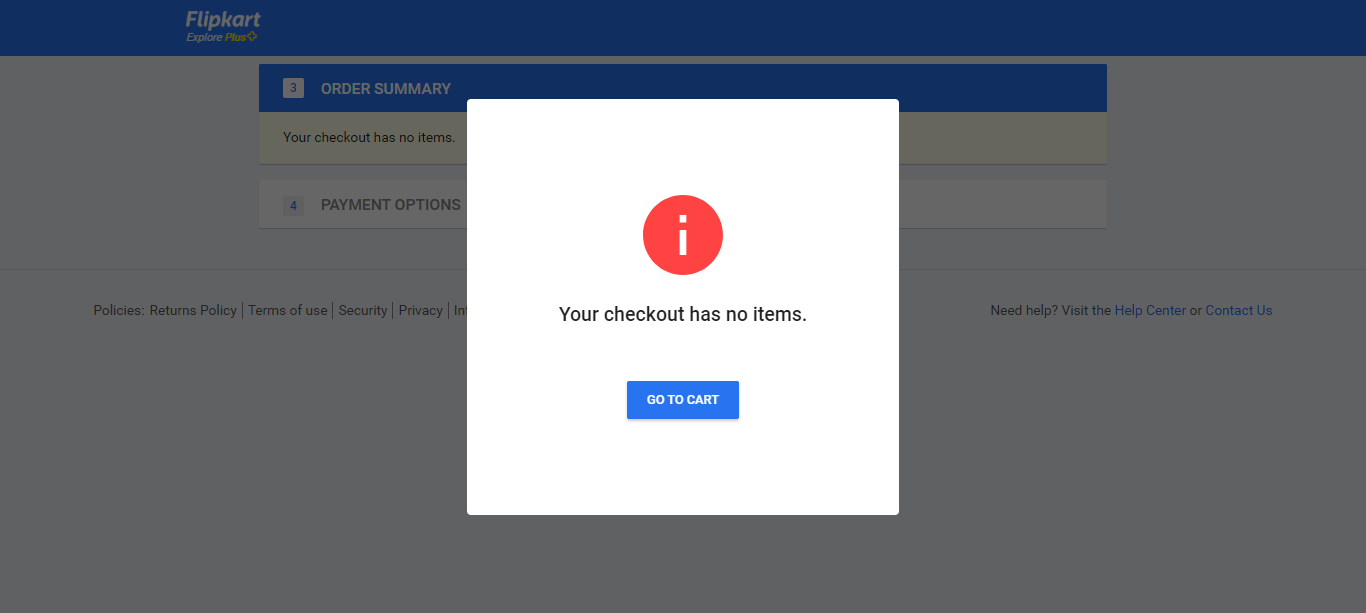 Flipkart
Explore Plus
3 ORDER SUMMARY
Your checkout has no items.
4 PAYMENT OPTIONS
i
Your checkout has no items.
GO TO CART
Policies: Returns Policy | Terms of use | Security | Privacy |
Need help? Visit the Help Center or Contact Us